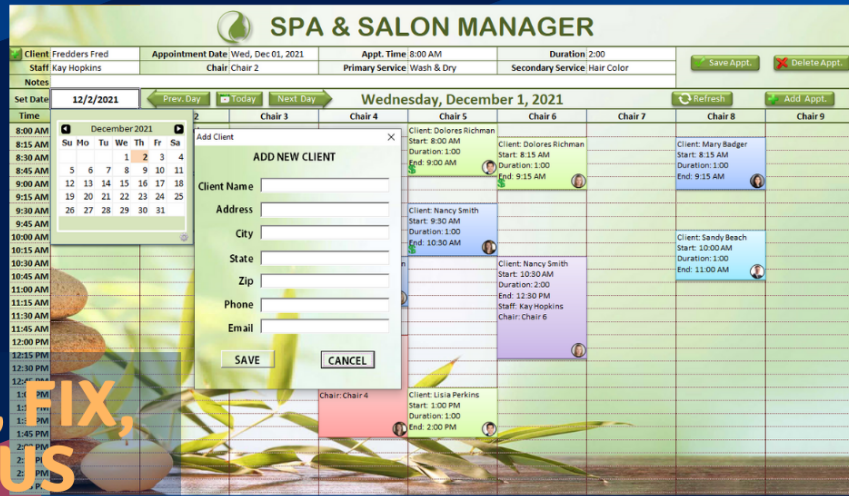 SPA & SALON MANAGER
Client Fredders Fred Appointment Date Wed, Dec 01, 2021 Appt. Time 8:00 AM Duration 2:00
Save Appt. Delete Appt.
Staff Kay Hopkins Chair Chair 2 Primary Service Wash & Dry Secondary Service Hair Color
Notes
Set Date 12/2/2021 Prev. Day Today Next Day Wednesday, December 1, 2021 Refresh Add Appt.
Time 2 Chair 3 Chair 4 Chair 5 Chair 6 Chair 7 Chair 8 Chair 9
8:00 AM
8:15 AM
8:30 AM
8:45 AM
9:00 AM
9:15 AM
9:30 AM
9:45 AM
10:00 AM
10:15 AM
10:30 AM
10:45 AM
11:00 AM
11:15 AM
11:30 AM
11:45 AM
12:00 PM
12:15 PM
12:30 PM
1:45 PM
December 2021
Su Mo Tu We Th Fr Sa
1 2 3 4
5 6 7 8 9 10 11
12 13 14 15 16 17 18
19 20 21 22 23 24 25
26 27 28 29 30 31
Add Client
ADD NEW CLIENT
Client Name
Address
City
State
Zip
Phone
Email
SAVE CANCEL
Chair: Chair 4
Client: Dolores Richman
Start: 8:00 AM
Duration: 1:00
End: 9:00 AM
$
Client: Nancy Smith
Start: 9:30 AM
Duration: 1:00
End: 10:30 AM
$
Client: Lisia Perkins
Start: 1:00 PM
Duration: 1:00
End: 2:00 PM
Client: Dolores Richman
Start: 8:15 AM
Duration: 1:00
End: 9:15 AM
$
Client: Nancy Smith
Start: 10:30 AM
Duration: 2:00
End: 12:30 PM
Staff: Kay Hopkins
Chair: Chair 6
Client: Mary Badger
Start: 8:15 AM
Duration: 1:00
End: 9:15 AM
Client: Sandy Beach
Start: 10:00 AM
Duration: 1:00
End: 11:00 AM
, FIX,
US